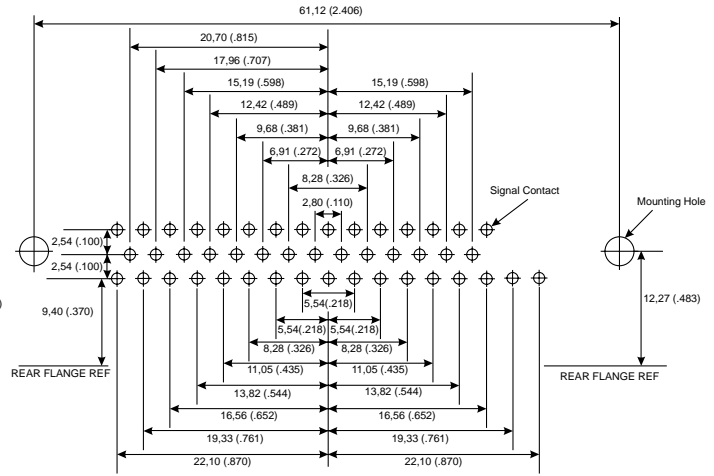 61,12 (2.406)
20,70 (.815)
17,96 (.707)
15,19 (.598) 15,19 (.598)
12,42 (.489) 12,42 (.489)
9,68 (.381) 9,68 (.381)
6,91 (.272) 6,91 (.272)
8,28 (.326)
Signal Contact
2,80 (.110)
Mounting Hole
2,54 (.100)
2,54 (.100)
)
9,40 (.370)
5,54(.218)
12,27 (.483)
5,54(.218) 5,54(.218)
8,28 (.326) 8,28 (.326)
11,05 (.435) 11,05 (.435)
REAR FLANGE REF REAR FLANGE REF
13,82 (.544) 13,82 (.544)
16,56 (.652) 16,56 (.652)
19,33 (.761) 19,33 (.761)
22,10 (.870) 22,10 (.870)